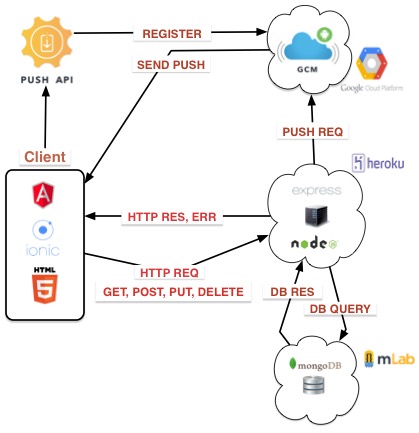 REGISTER
PUSH API
GCM
Google Cloud Platform
SEND PUSH
PUSH REQ
Client
heroku
express
node
JS
HTTP RES, ERR
ionic
HTML
5
HTTP REQ
GET, POST, PUT, DELETE
DB RES
DB QUERY
mongoDB
mLab